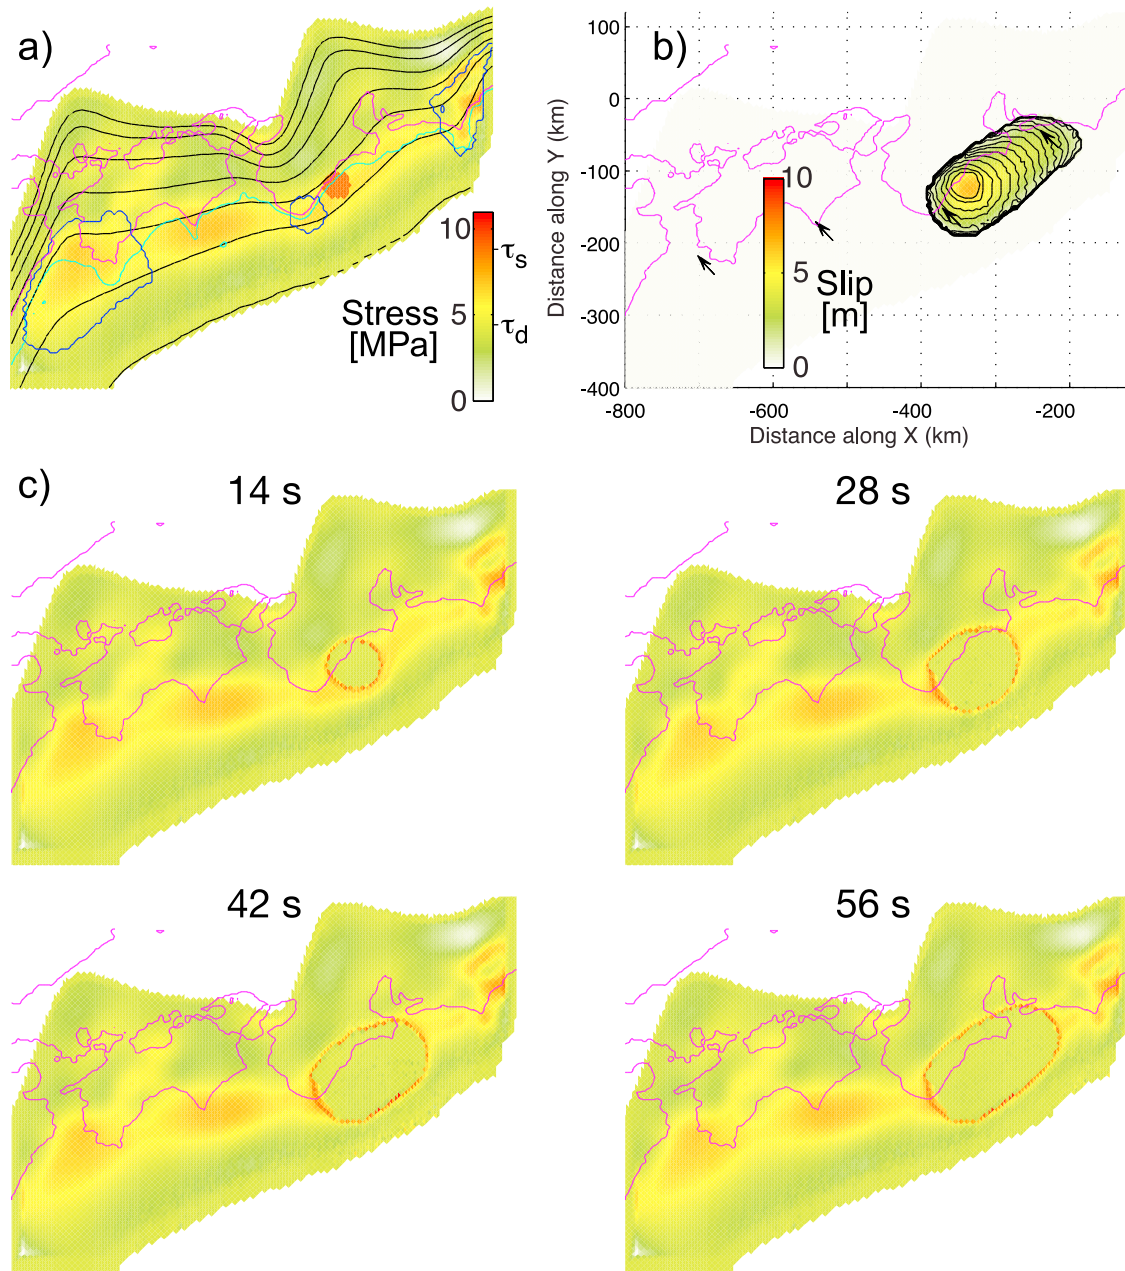 a)
10
τs
5
τd
0
Stress
[MPa]
b)
100
0
-100
-200
-300
-400
Distance along Y (km)
10
5
0
Slip
[m]
-800
-600
-400
-200
Distance along X (km)
c)
14 s
28 s
42 s
56 s